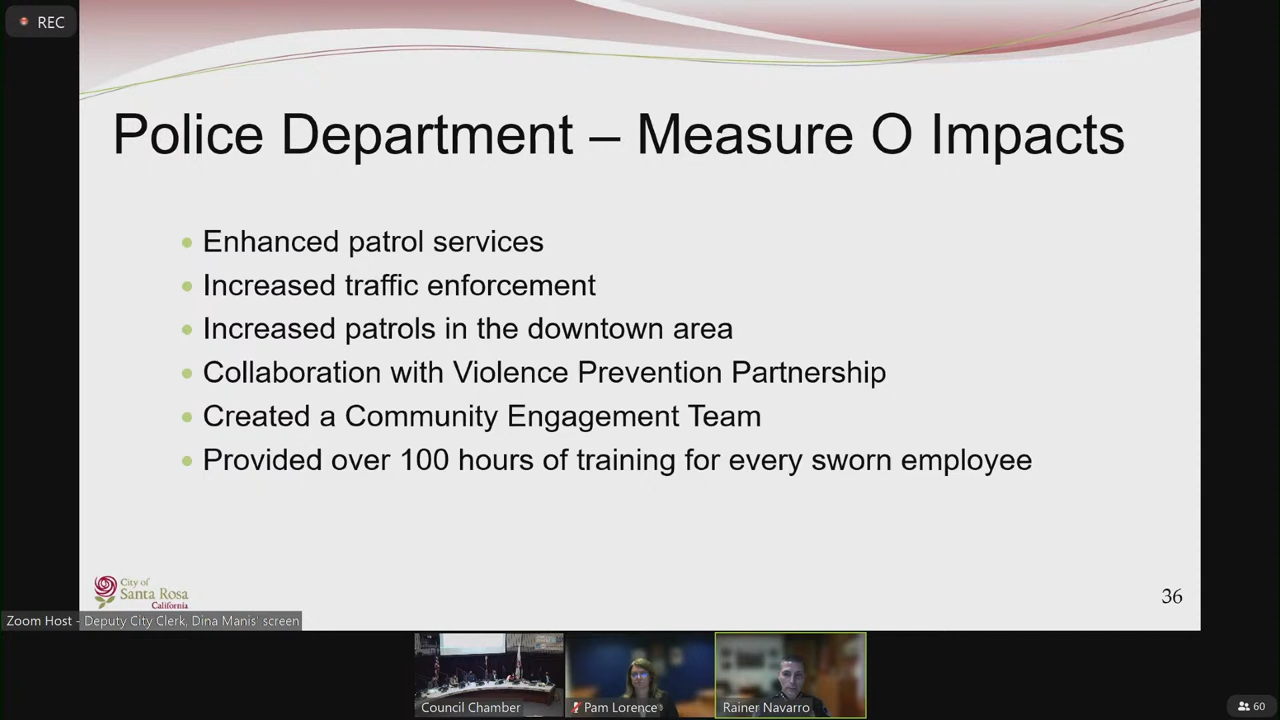 REC
Police Department – Measure O Impacts
Enhanced patrol services
Increased traffic enforcement
Increased patrols in the downtown area
Collaboration with Violence Prevention Partnership
Created a Community Engagement Team
Provided over 100 hours of training for every sworn employee
City of
Santa Rosa
California
36
Zoom Host - Deputy City Clerk, Dina Manis' screen
Council Chamber
Pam Lorence
Rainer Navarro
60